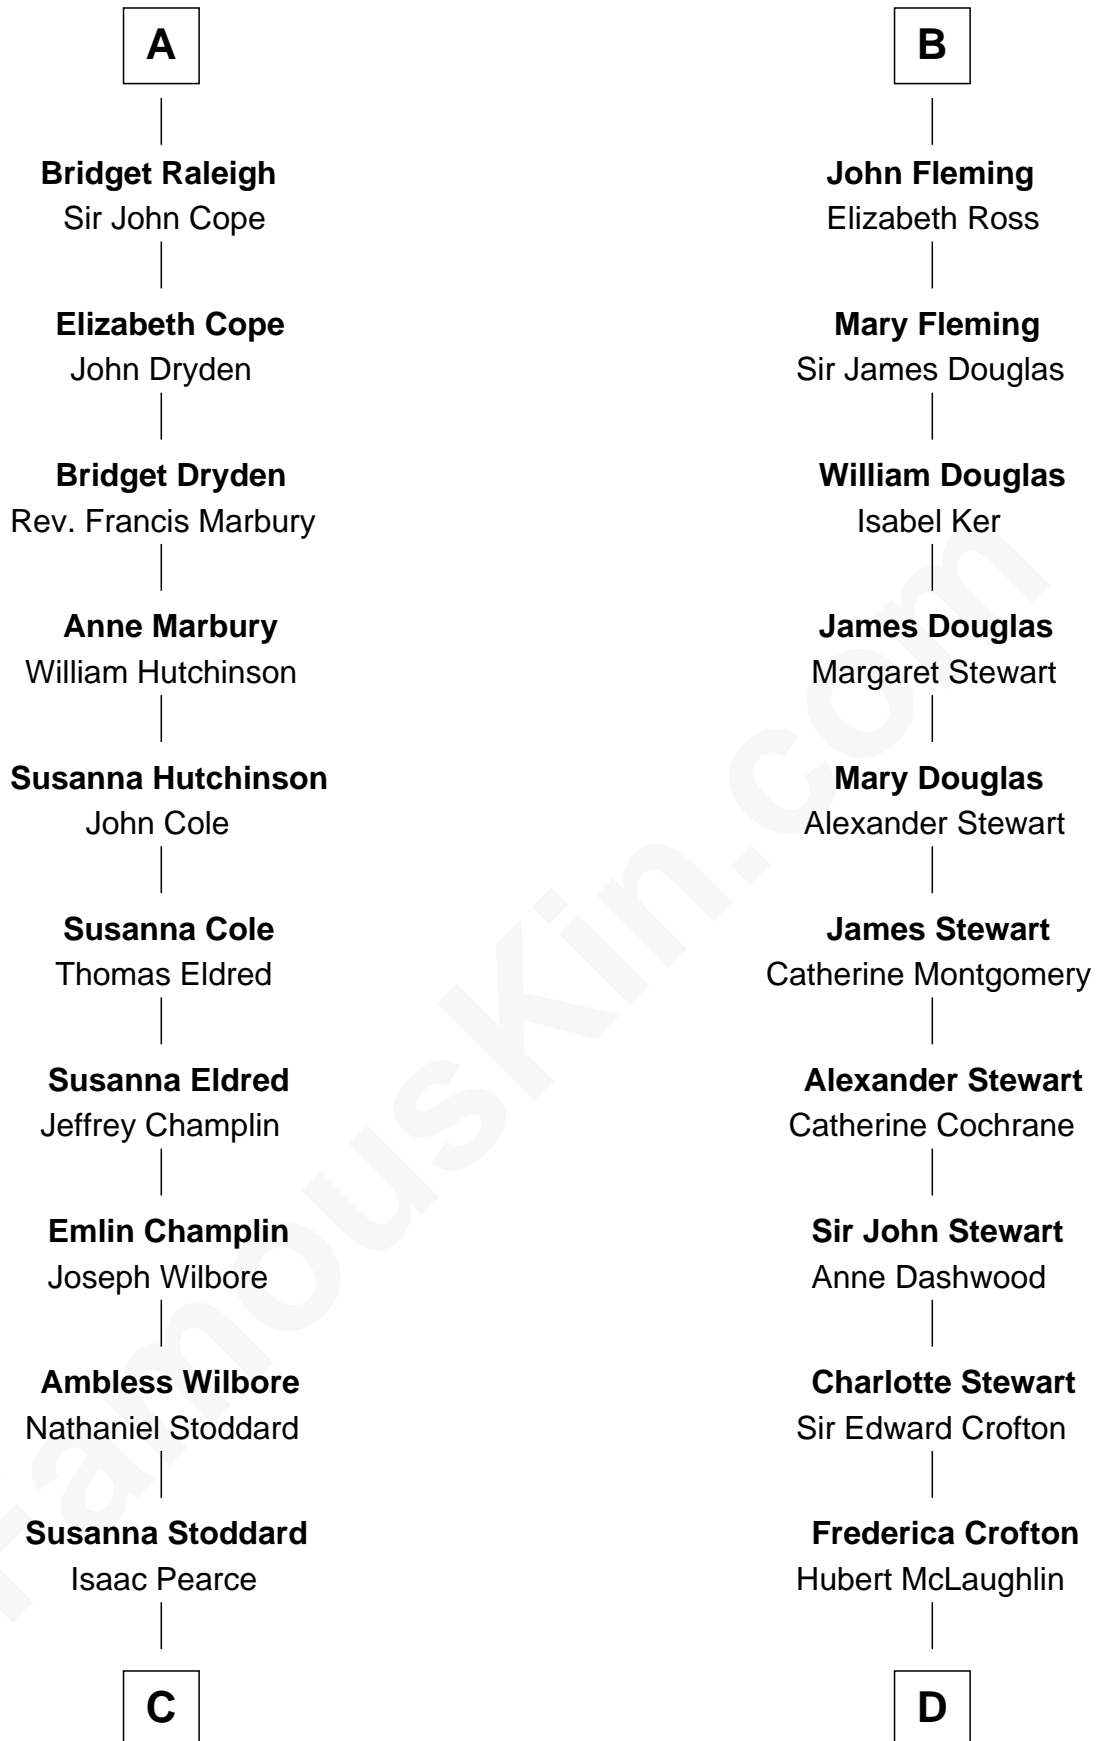 A
Bridget Raleigh
Sir John Cope
Elizabeth Cope
John Dryden
Bridget Dryden
Rev. Francis Marbury
Anne Marbury
William Hutchinson
Susanna Hutchinson
John Cole
Susanna Cole
Thomas Eldred
Susanna Eldred
Jeffrey Champlin
Emlin Champlin
Joseph Wilbore
Ambless Wilbore
Nathaniel Stoddard
Susanna Stoddard
Isaac Pearce
C
B
John Fleming
Elizabeth Ross
Mary Fleming
Sir James Douglas
William Douglas
Isabel Ker
James Douglas
Margaret Stewart
Mary Douglas
Alexander Stewart
James Stewart
Catherine Montgomery
Alexander Stewart
Catherine Cochrane
Sir John Stewart
Anne Dashwood
Charlotte Stewart
Sir Edward Crofton
Frederica Crofton
Hubert McLaughlin
D
FamousKin.com